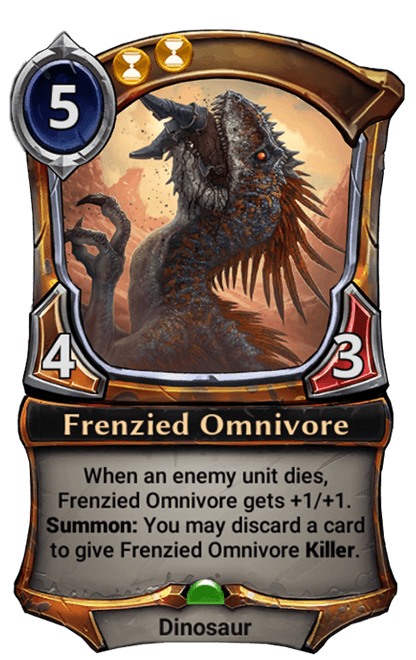 5
4
3
Frenzied Omnivore
When an enemy unit dies,
Frenzied Omnivore gets +1/+1.
Summon: You may discard a card
to give Frenzied Omnivore Killer.
Dinosaur